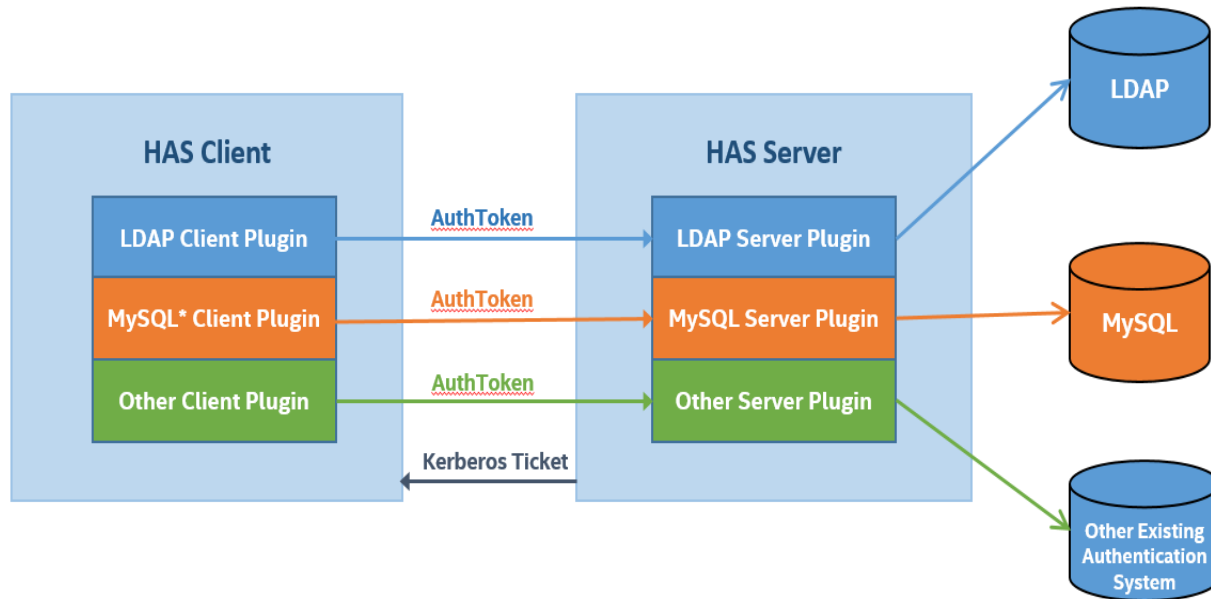 LDAP
HAS Client
HAS Server
AuthToken
LDAP Client Plugin
LDAP Server Plugin
AuthToken
MySQL* Client Plugin
MySQL Server Plugin
MySQL
AuthToken
Other Client Plugin
Other Server Plugin
Kerberos Ticket
Other Existing
Authentication
System